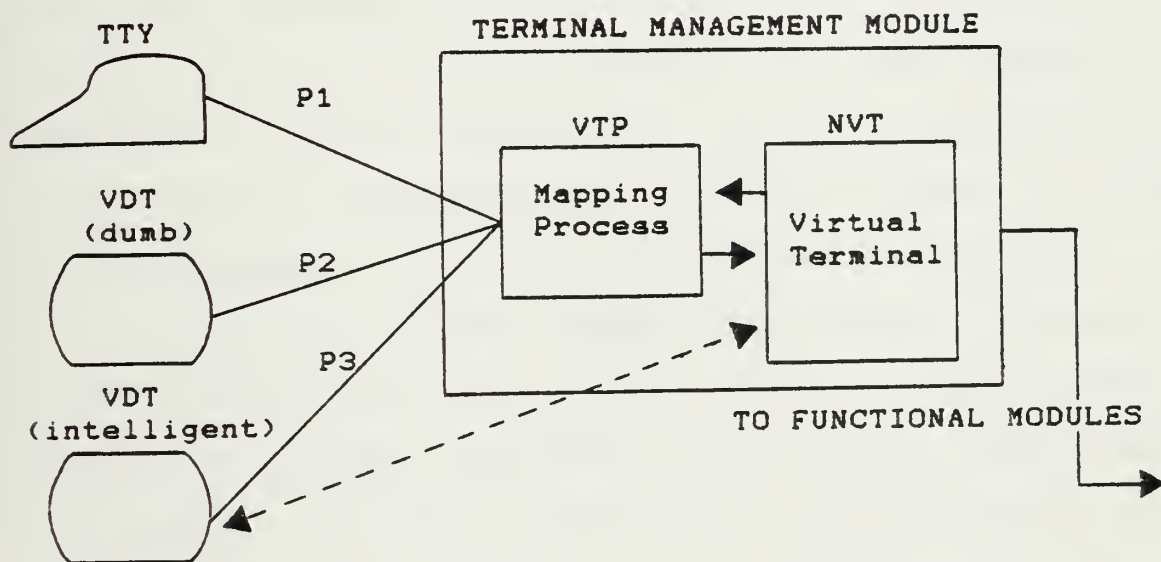 TTY
TERMINAL MANAGEMENT MODULE
P1
VTP
NVT
Mapping
Process
Virtual
Terminal
VDT
(dumb)
P2
P3
VDT
(intelligent)
TO FUNCTIONAL MODULES